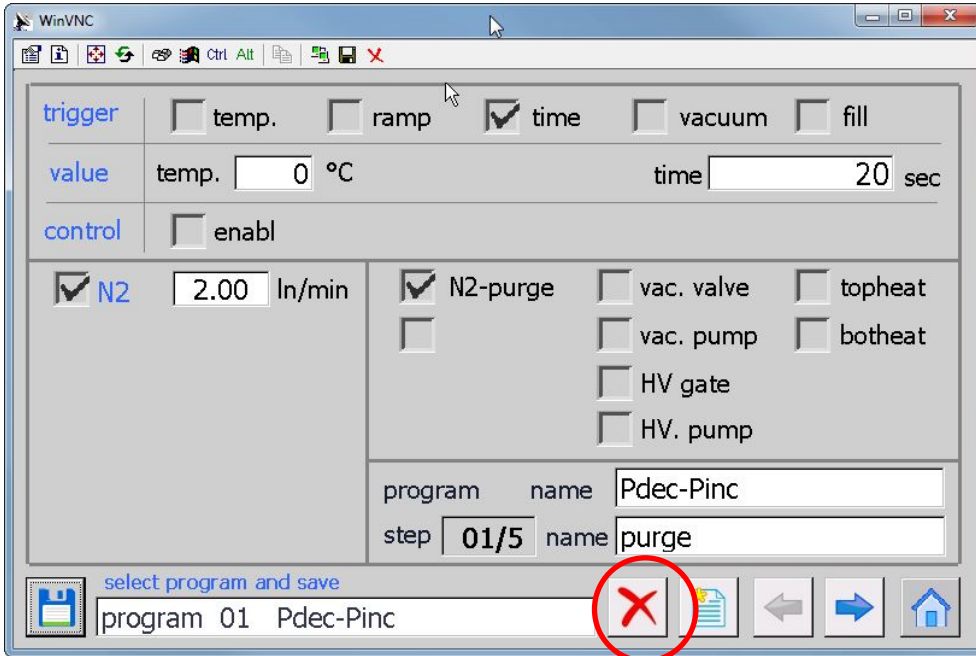 WinVNC
Ctrl Alt
trigger temp. ramp time vacuum fill
value temp. 0 °C time 20 sec
control enabl
N2 2.00 ln/min
N2-purge vac. valve topheat
vac. pump botheat
HV gate
HV. pump
program name Pdec-Pinc
step 01/5 name purge
select program and save
program 01 Pdec-Pinc